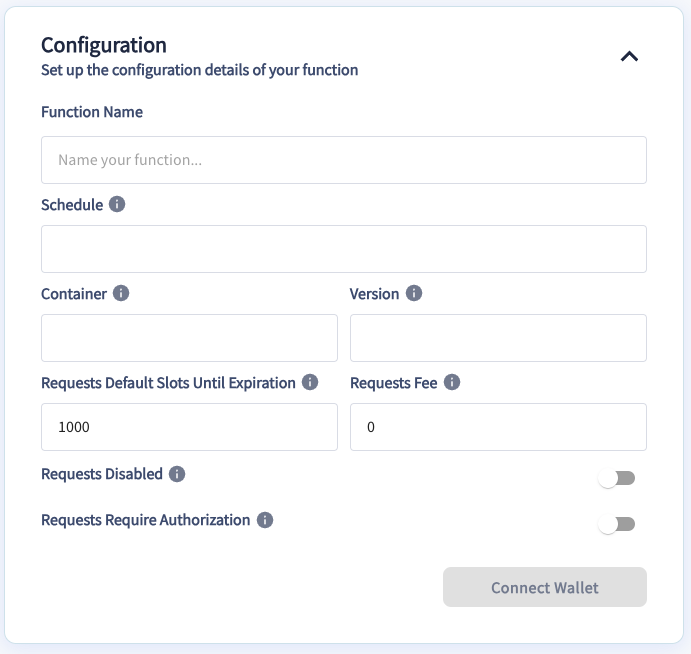 Configuration
Set up the configuration details of your function
Function Name
Name your function...
Schedule
Container
Version
Requests Default Slots Until Expiration
Requests Fee
1000
0
Requests Disabled
Requests Require Authorization
Connect Wallet